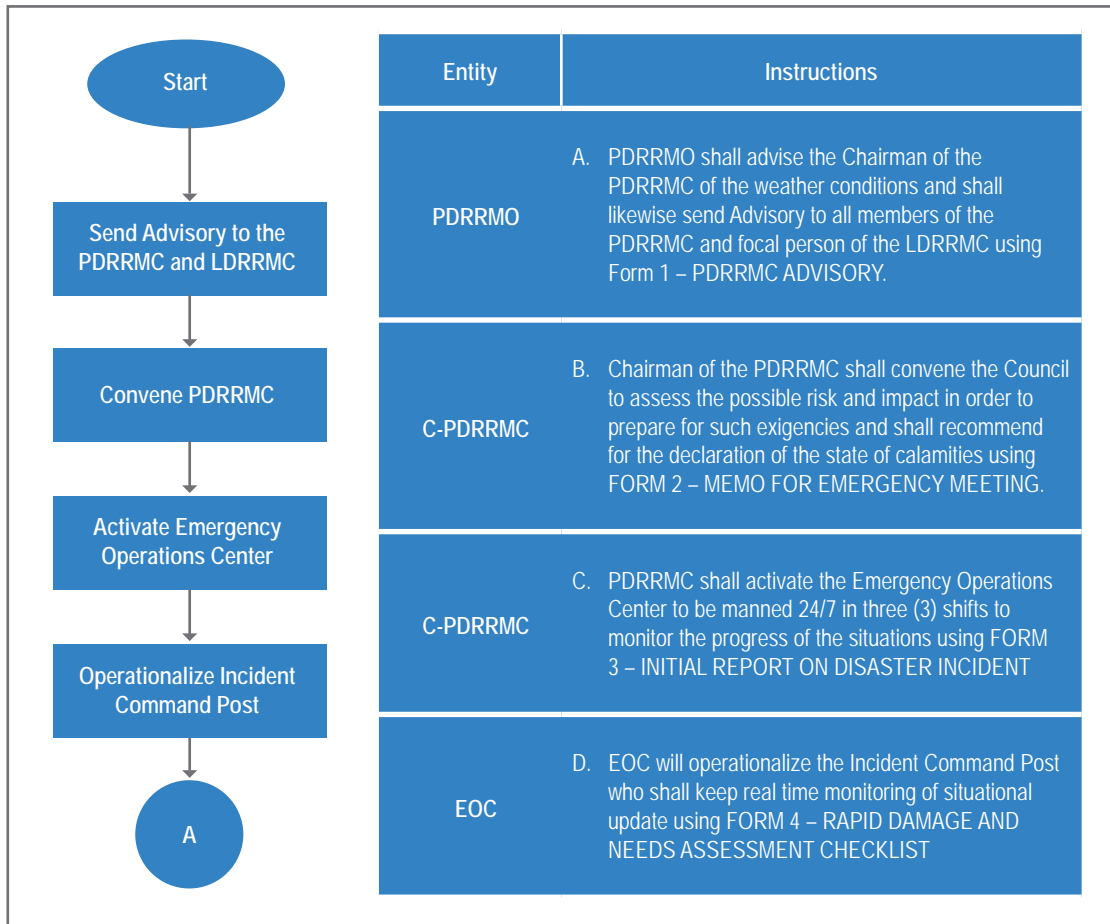 Start
Send Advisory to the
PDRRMC and LDRRMC
Convene PDRRMC
Activate Emergency
Operations Center
Operationalize Incident
Command Post
A
Entity
Instructions
PDRRMO
A. PDRRMO shall advise the Chairman of the
PDRRMC of the weather conditions and shall
likewise send Advisory to all members of the
PDRRMC and focal person of the LDRRMC using
Form 1 – PDRRMC ADVISORY.
C-PDRRMC
B. Chairman of the PDRRMC shall convene the Council
to assess the possible risk and impact in order to
prepare for such exigencies and shall recommend
for the declaration of the state of calamities using
FORM 2 – MEMO FOR EMERGENCY MEETING.
C-PDRRMC
C. PDRRMC shall activate the Emergency Operations
Center to be manned 24/7 in three (3) shifts to
monitor the progress of the situations using FORM
3 – INITIAL REPORT ON DISASTER INCIDENT
EOC
D. EOC will operationalize the Incident Command Post
who shall keep real time monitoring of situational
update using FORM 4 – RAPID DAMAGE AND
NEEDS ASSESSMENT CHECKLIST